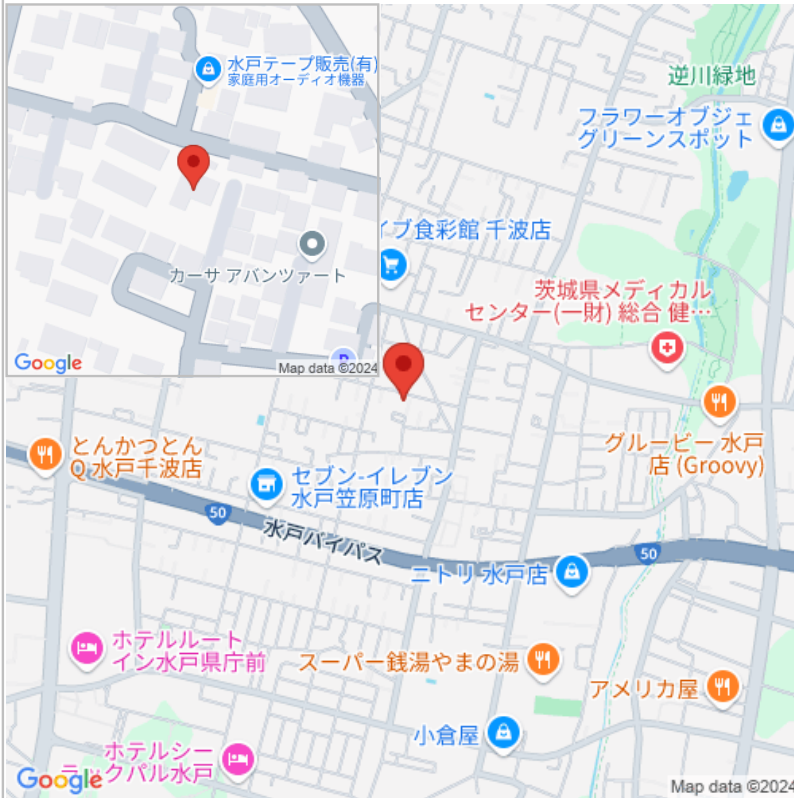 水戸テープ販売(有)
家庭用オーディオ機器
カーサ アバンツァート
P
Google
Map data ©2024
逆川緑地
フラワーオブジェ
グリーンスポット
イブ食彩館 千波店
茨城県メディカル
センター(一財) 総合 健…
グルービー 水戸
店 (Groovy)
とんかつとん
Q 水戸千波店
セブン-イレブン
水戸笠原町店
50
水戸バイパス
50
ニトリ 水戸店
ホテルルート
イン水戸県庁前
スーパー銭湯やまの湯
アメリカ屋
小倉屋
ホテルシー
ラックパル水戸
Google
Map data ©2024